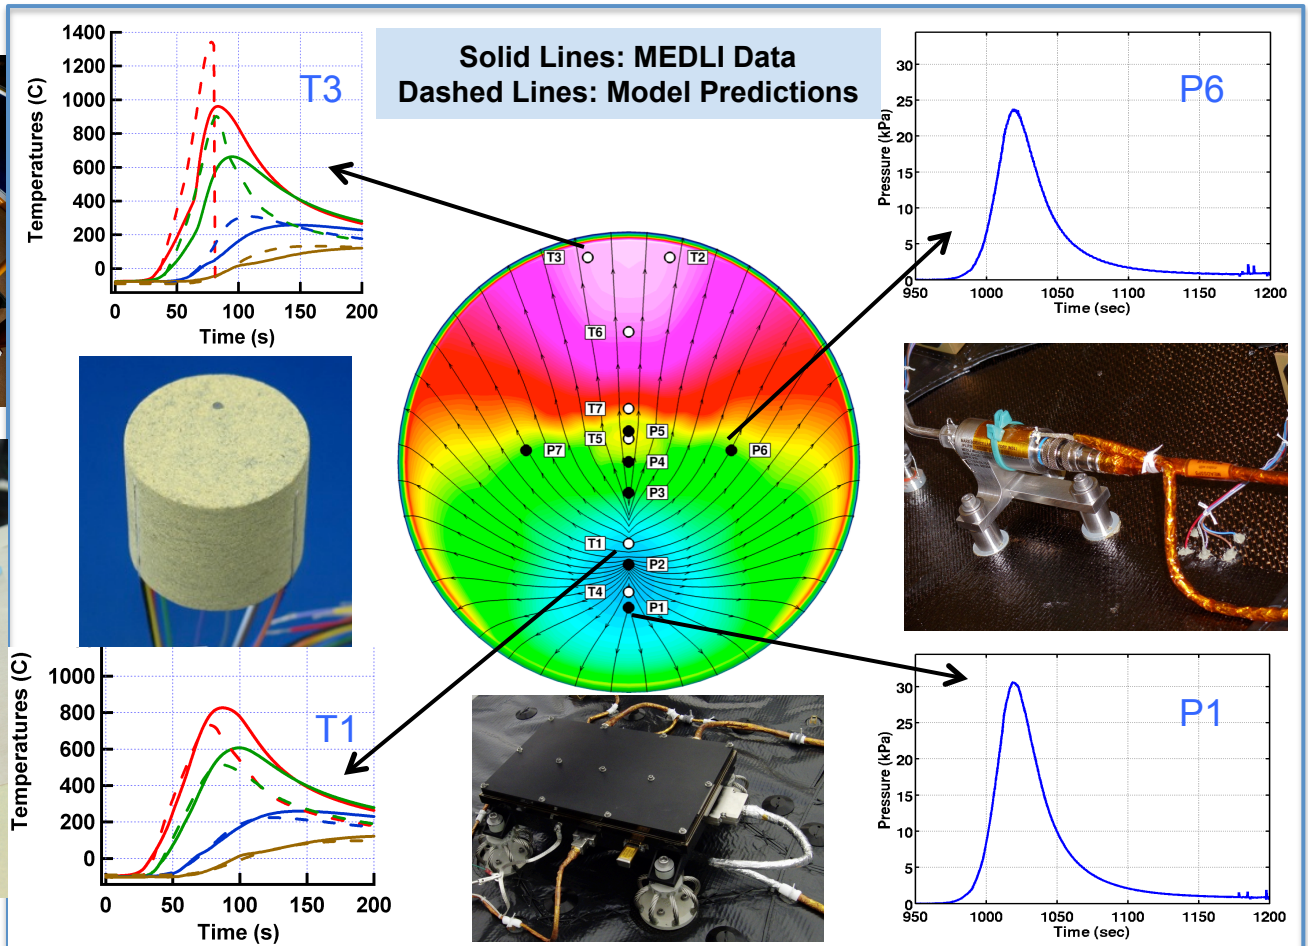 Solid Lines: MEDLI Data
Dashed Lines: Model Predictions
T3
Temperatures (C)
1400
1200
1000
800
600
400
200
0
0 50 100 150 200
Time (s)
P6
Pressure (kPa)
30
25
20
15
10
5
0
950 1000 1050 1100 1150 1200
Time (sec)
T3 T2
T6
T7
P5
T5
P7 P6
P4
P3
T1
P2
T4
P1
T1
Temperatures (C)
1000
800
600
400
200
0
0 50 100 150 200
Time (s)
P1
Pressure (kPa)
30
25
20
15
10
5
0
950 1000 1050 1100 1150 1200
Time (sec)